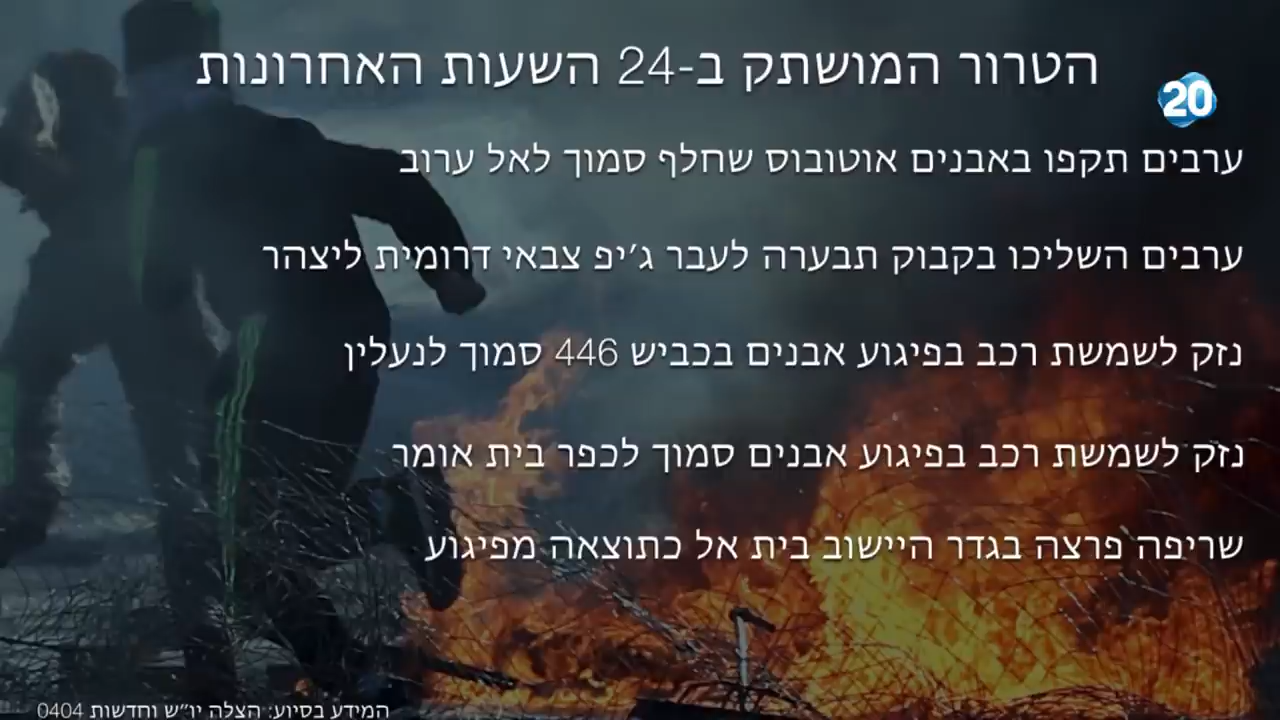 הטרור המושתק ב-24 השעות האחרונות
20
ערבים תקפו באבנים אוטובוס שחלף סמוך לאל ערוב
ערבים השליכו בקבוק תבערה לעבר ג׳יפ צבאי דרומית ליצהר
נזק לשמשת רכב בפיגוע אבנים בכביש 446 סמוך לנעלין
נזק לשמשת רכב בפיגוע אבנים סמוך לכפר בית אומר
שריפה פרצה בגדר היישוב בית אל כתוצאה מפיגוע
המידע בסיוע: הצלה יו״ש וחדשות 0404